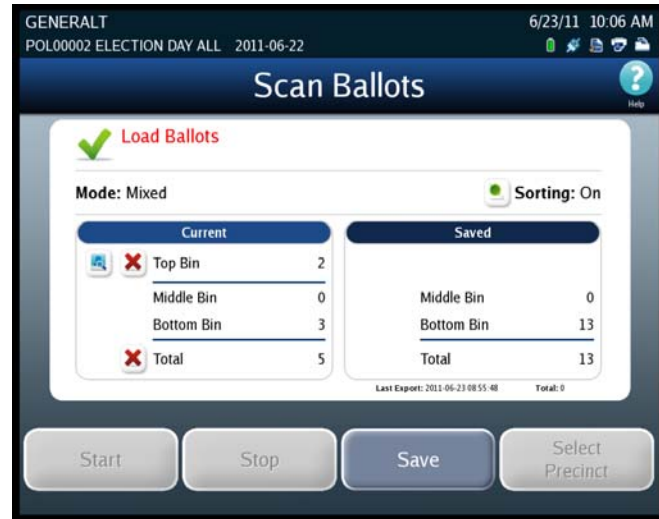 GENERALT 6/23/11 10:06 AM
POL00002 ELECTION DAY ALL 2011-06-22
Scan Ballots
Help
Load Ballots
Mode: Mixed Sorting: On
Current Saved
Top Bin 2
Middle Bin 0 Middle Bin 0
Bottom Bin 3 Bottom Bin 13
Total 5 Total 13
Last Export: 2011-06-23 08:55:48 Total: 0
Start Stop Save Select
Precinct